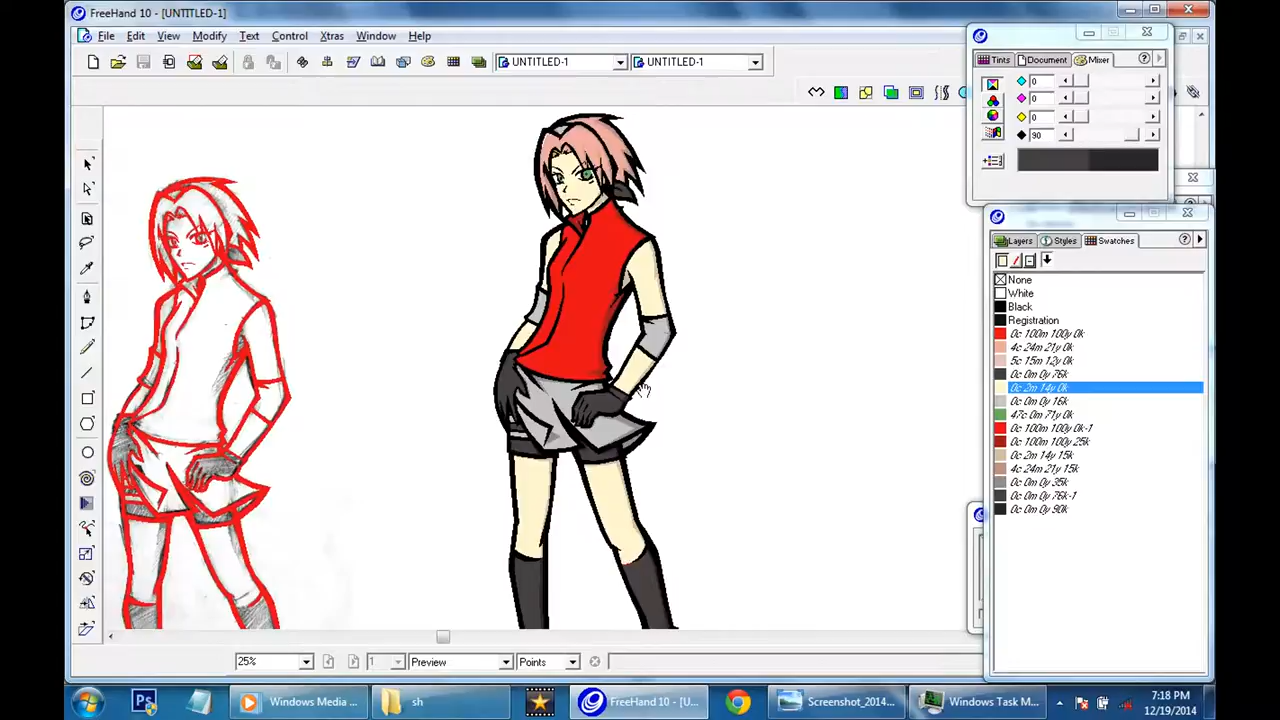 FreeHand 10 - [UNTITLED-1]
File Edit View Modify Text Control Xtras Window Help
UNTITLED-1 UNTITLED-1
Tints Document Mixer
0
0
0
90
Layers Styles Swatches
None
White
Black
Registration
0c 100m 100y 0k
4c 24m 21y 0k
5c 15m 12y 0k
0c 0m 0y 76k
0c 2m 14y 0k
0c 0m 0y 16k
47c 0m 71y 0k
0c 100m 100y 0k-1
0c 100m 100y 25k
0c 2m 14y 15k
4c 24m 21y 15k
0c 0m 0y 35k
0c 0m 0y 76k-1
0c 0m 0y 90k
25% 1 Preview Points
Ps Windows Media ... sh FreeHand 10 - [U... Screenshot_2014... Windows Task M... 7:18 PM
12/19/2014